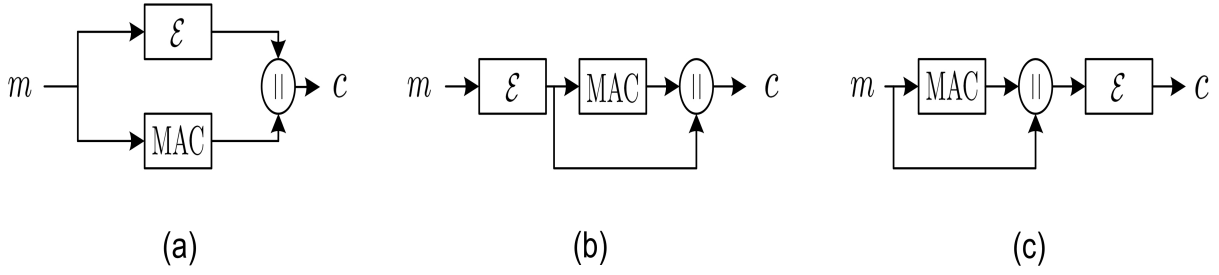 ℰ
m || c
MAC
(a)
m ℰ MAC || c
(b)
m MAC || ℰ c
(c)